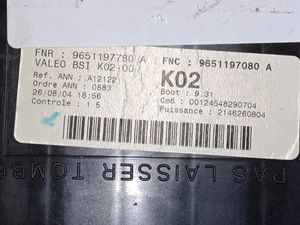 FNR : 9651197780 A FNC : 9651197080 A
VALEO BSI K02-00
K02
Ref. ANN : A12122
Ordre ANN : 0883
26/08/04 18:56
Controle : 1 5
Boot : 9.31
Cmd : 00124548290704
Puissance : 2146260804
PAS LAISSER TOMBE